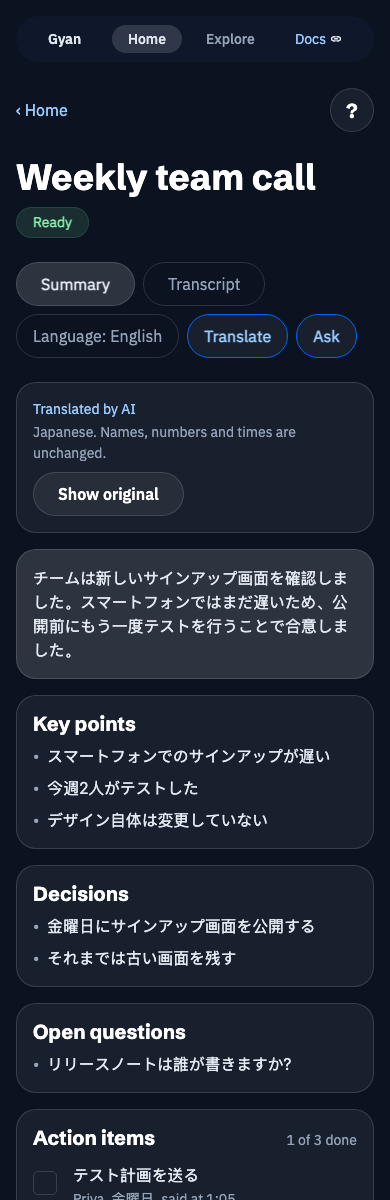 Gyan
Home
Explore
Docs
‹ Home
?
Weekly team call
Ready
Summary
Transcript
Language: English
Translate
Ask
Translated by AI
Japanese. Names, numbers and times are
unchanged.
Show original
チームは新しいサインアップ画面を確認しま
した。スマートフォンではまだ遅いため、公
開前にもう一度テストを行うことで合意しま
した。
Key points
• スマートフォンでのサインアップが遅い
• 今週2人がテストした
• デザイン自体は変更していない
Decisions
• 金曜日にサインアップ画面を公開する
• それまでは古い画面を残す
Open questions
• リリースノートは誰が書きますか?
Action items
1 of 3 done
テスト計画を送る
Priya, 金曜日, said at 1:05